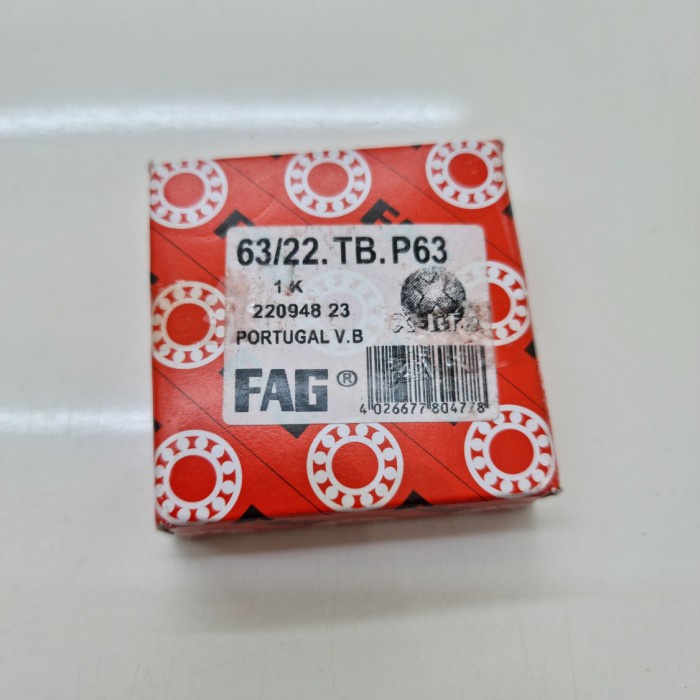 63/22.TB.P63
1 K
220948 23
PORTUGAL V.B
FAG ®
4 026677 804778